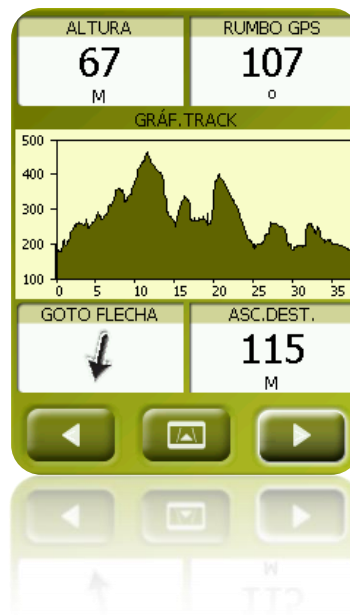 ALTURA
67
M
RUMBO GPS
107
°
GRÁF.TRACK
500
400
300
200
100
0 5 10 15 20 25 30 35
GOTO FLECHA
ASC.DEST.
115
M